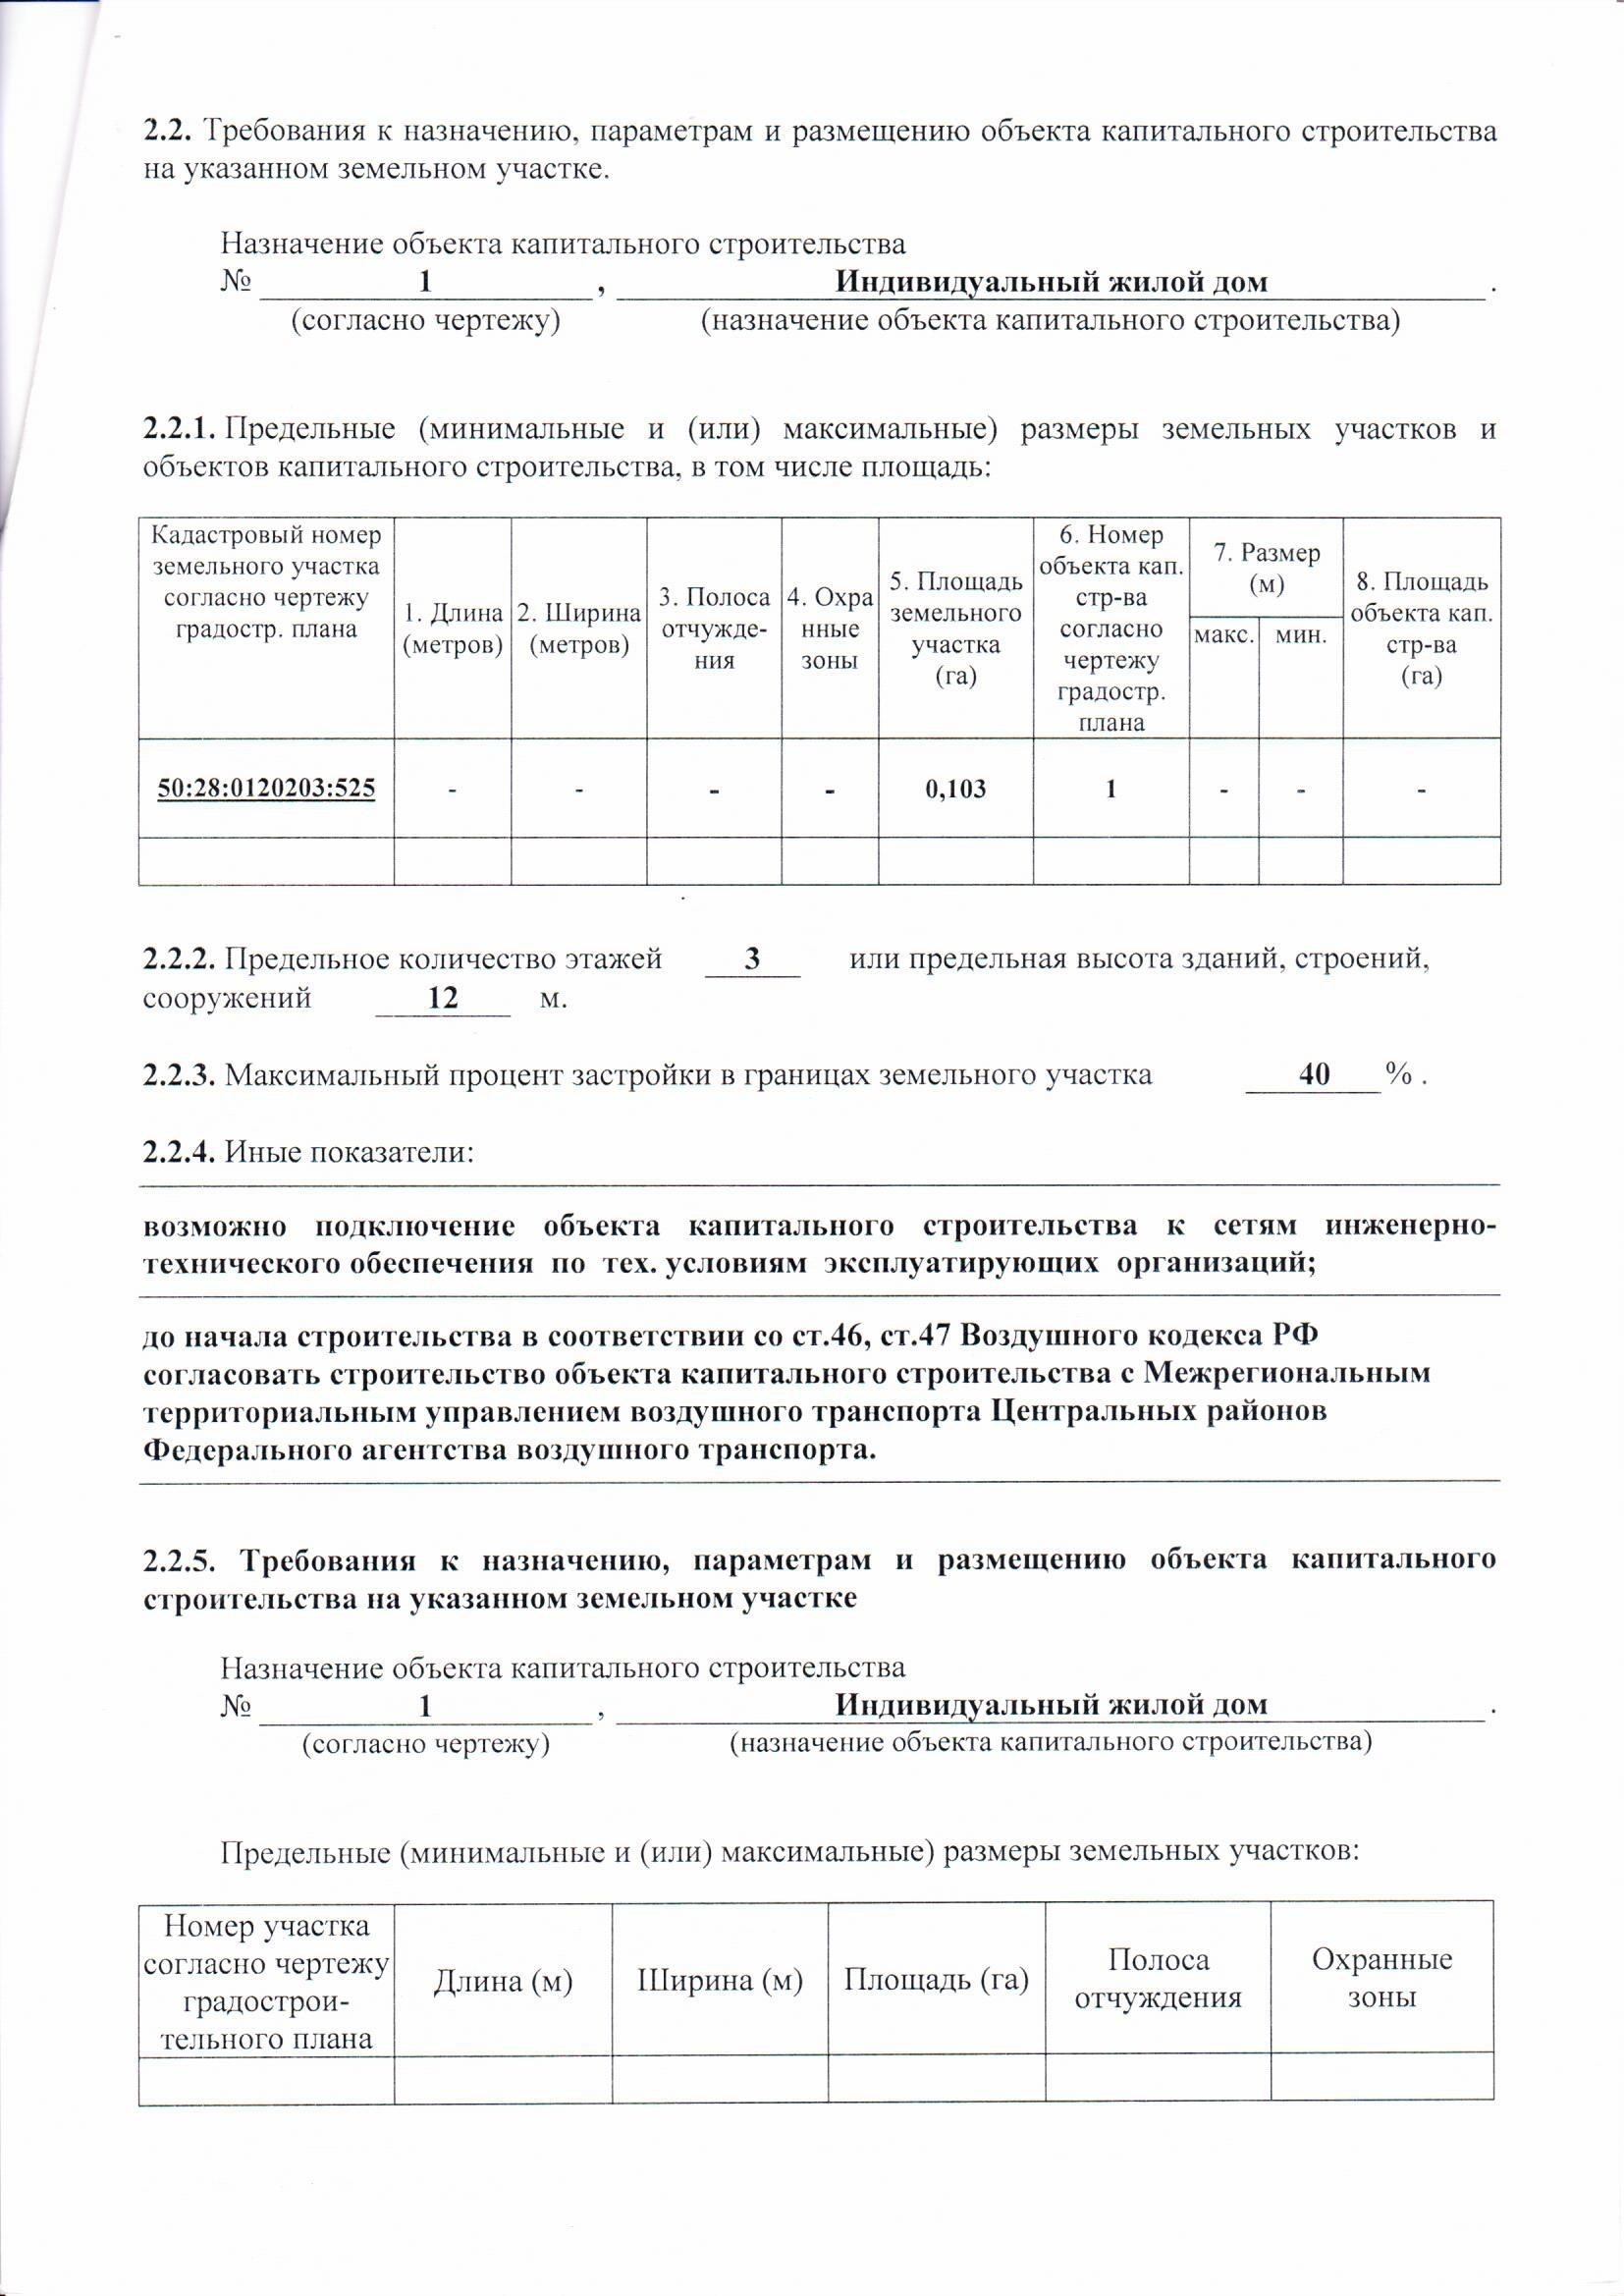 2.2. Требования к назначению, параметрам и размещению объекта капитального строительства
на указанном земельном участке.
Назначение объекта капитального строительства
№ 1 , Индивидуальный жилой дом .
(согласно чертежу) (назначение объекта капитального строительства)
2.2.1. Предельные (минимальные и (или) максимальные) размеры земельных участков и
объектов капитального строительства, в том числе площадь:
Кадастровый номер
земельного участка
согласно чертежу
градостр. плана
1. Длина
(метров)
2. Ширина
(метров)
3. Полоса
отчужде-
ния
4. Охра
нные
зоны
5. Площадь
земельного
участка
(га)
6. Номер
объекта кап.
стр-ва
согласно
чертежу
градостр.
плана
7. Размер
(м)
макс. мин.
8. Площадь
объекта кап.
стр-ва
(га)
50:28:0120203:525 - - - - 0,103 1 - - -
2.2.2. Предельное количество этажей 3 или предельная высота зданий, строений,
сооружений 12 м.
2.2.3. Максимальный процент застройки в границах земельного участка 40 % .
2.2.4. Иные показатели:
возможно подключение объекта капитального строительства к сетям инженерно-
технического обеспечения по тех. условиям эксплуатирующих организаций;
до начала строительства в соответствии со ст.46, ст.47 Воздушного кодекса РФ
согласовать строительство объекта капитального строительства с Межрегиональным
территориальным управлением воздушного транспорта Центральных районов
Федерального агентства воздушного транспорта.
2.2.5. Требования к назначению, параметрам и размещению объекта капитального
строительства на указанном земельном участке
Назначение объекта капитального строительства
№ 1 , Индивидуальный жилой дом .
(согласно чертежу) (назначение объекта капитального строительства)
Предельные (минимальные и (или) максимальные) размеры земельных участков:
Номер участка
согласно чертежу
градострои-
тельного плана
Длина (м)
Ширина (м)
Площадь (га)
Полоса
отчуждения
Охранные
зоны